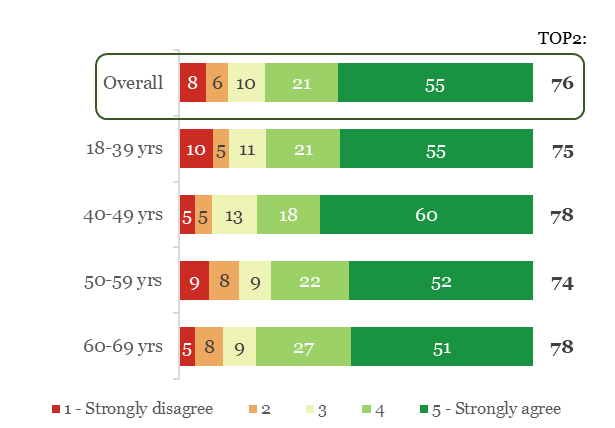 TOP2:
Overall 8 6 10 21 55 76
18-39 yrs 10 5 11 21 55 75
40-49 yrs 5 5 13 18 60 78
50-59 yrs 9 8 9 22 52 74
60-69 yrs 5 8 9 27 51 78
1 - Strongly disagree 2 3 4 5 - Strongly agree